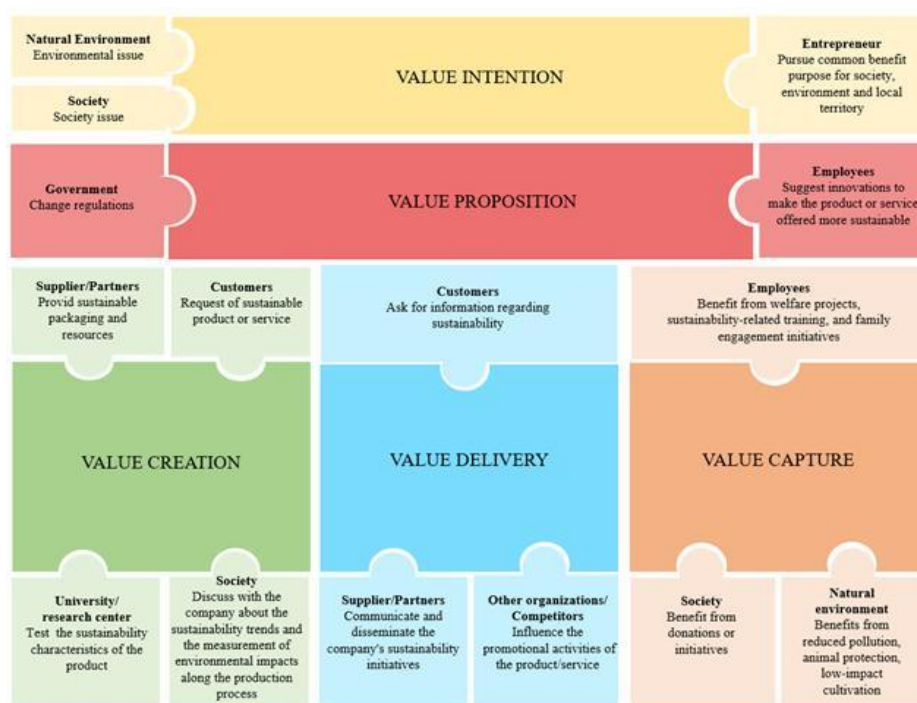 Natural Environment
Environmental issue
Society
Society issue
VALUE INTENTION
Entrepreneur
Pursue common benefit
purpose for society,
environment and local
territory
Government
Change regulations
VALUE PROPOSITION
Employees
Suggest innovations to
make the product or service
offered more sustainable
Supplier/Partners
Provid sustainable
packaging and
resources
Customers
Request of sustainable
product or service
Customers
Ask for information regarding
sustainability
Employees
Benefit from welfare projects,
sustainability-related training, and family
engagement initiatives
VALUE CREATION
VALUE DELIVERY
VALUE CAPTURE
University/
research center
Test the sustainability
characteristics of the
product
Society
Discuss with the
company about the
sustainability trends and
the measurement of
environmental impacts
along the production
process
Supplier/Partners
Communicate and
disseminate the
company's sustainability
initiatives
Other organizations/
Competitors
Influence the
promotional activities
of the product/service
Society
Benefit from
donations or
initiatives
Natural
environment
Benefits from
reduced pollution,
animal protection,
low-impact
cultivation